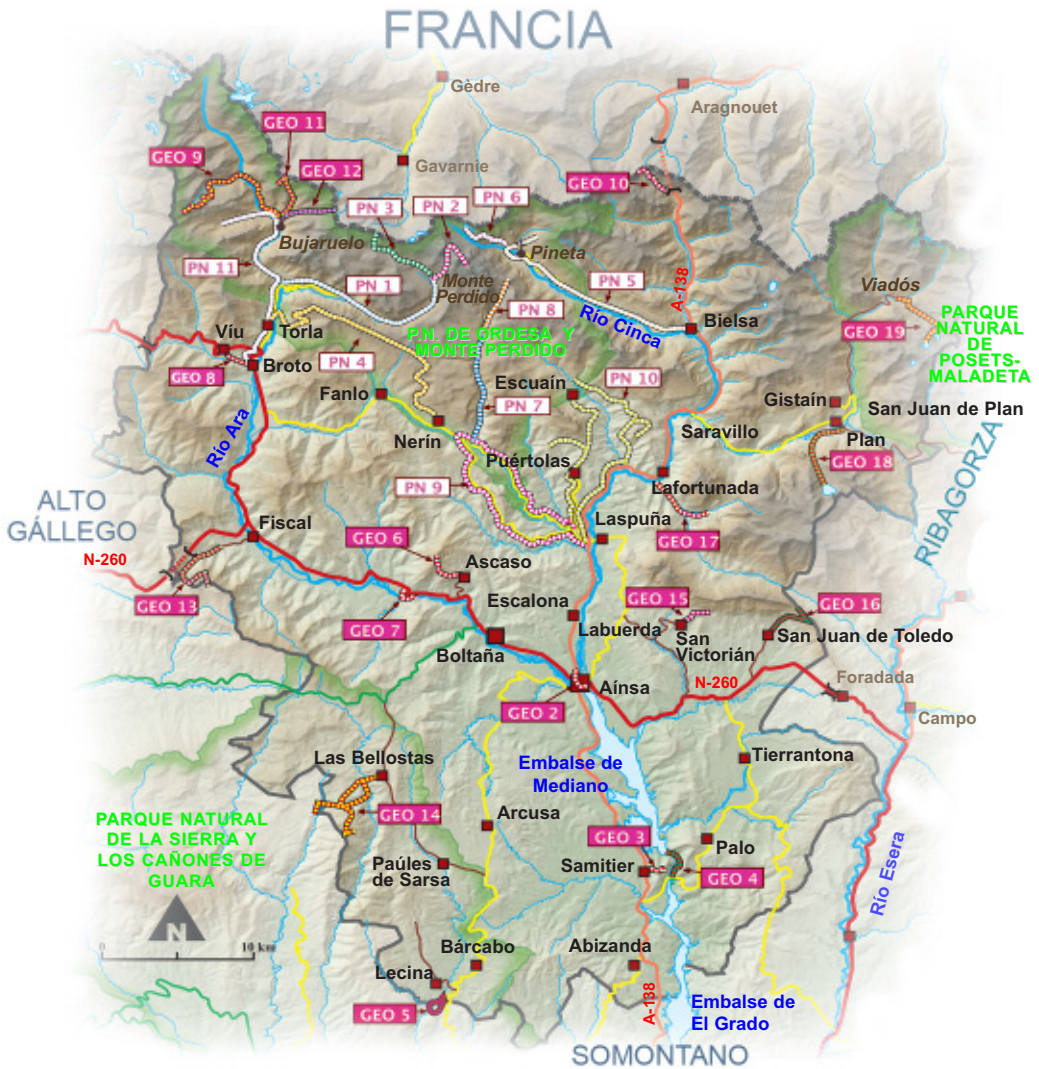 FRANCIA
Gèdre
Aragnouet
GEO 11
GEO 9
Gavarnie
GEO 12
GEO 10
PN 3
PN 2
PN 6
Bujaruelo
Pineta
PN 11
PN 1
Monte
Perdido
PN 5
A-138
Viadós
PN 8
Río Cinca
Bielsa
GEO 19
PARQUE
NATURAL
DE
POSETS-
MALADETA
Víu
Torla
P.N. DE ORDESA Y
MONTE PERDIDO
PN 4
Broto
GEO 8
Escuaín
PN 10
Fanlo
PN 7
Gistaín
San Juan de Plan
Río Ara
Nerín
Saravillo
Plan
Puértolas
GEO 18
PN 9
Lafortunada
RIBAGORZA
ALTO
GÁLLEGO
Fiscal
Laspuña
GEO 17
N-260
GEO 6
Ascaso
GEO 13
Escalona
GEO 15
GEO 16
GEO 7
Labuerda
San
Victorián
San Juan de Toledo
Boltaña
Aínsa
N-260
Foradada
GEO 2
Campo
Las Bellostas
Embalse de
Mediano
Tierrantona
GEO 14
Arcusa
PARQUE NATURAL
DE LA SIERRA Y
LOS CAÑONES DE
GUARA
GEO 3
Palo
Paúles
de Sarsa
Samitier
GEO 4
Río Esera
N
0
10 km
Bárcabo
Abizanda
Lecina
A-138
GEO 5
Embalse de
El Grado
SOMONTANO